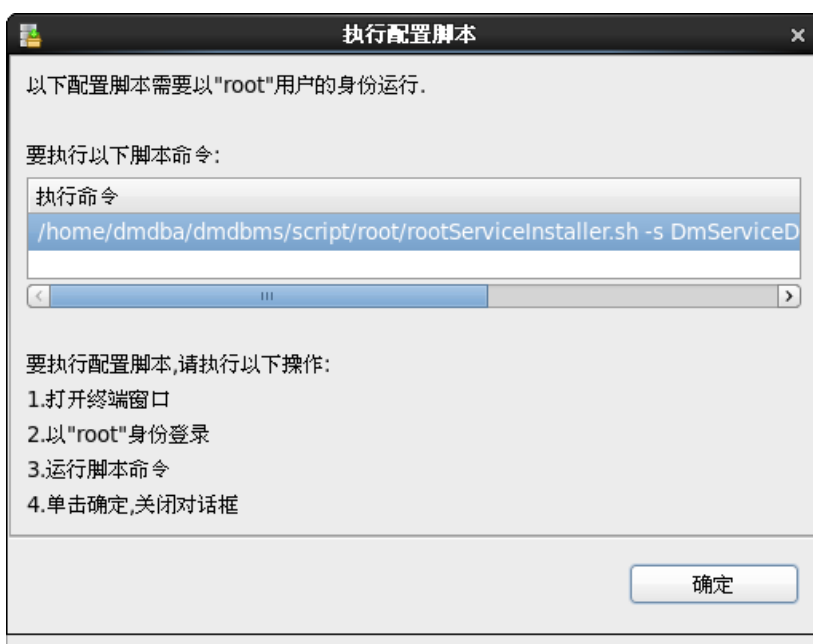 执行配置脚本
以下配置脚本需要以"root"用户的身份运行.
要执行以下脚本命令:
执行命令
/home/dmdba/dmdbms/script/root/rootServiceInstaller.sh -s DmServiceD
要执行配置脚本,请执行以下操作:
1.打开终端窗口
2.以"root"身份登录
3.运行脚本命令
4.单击确定,关闭对话框
确定